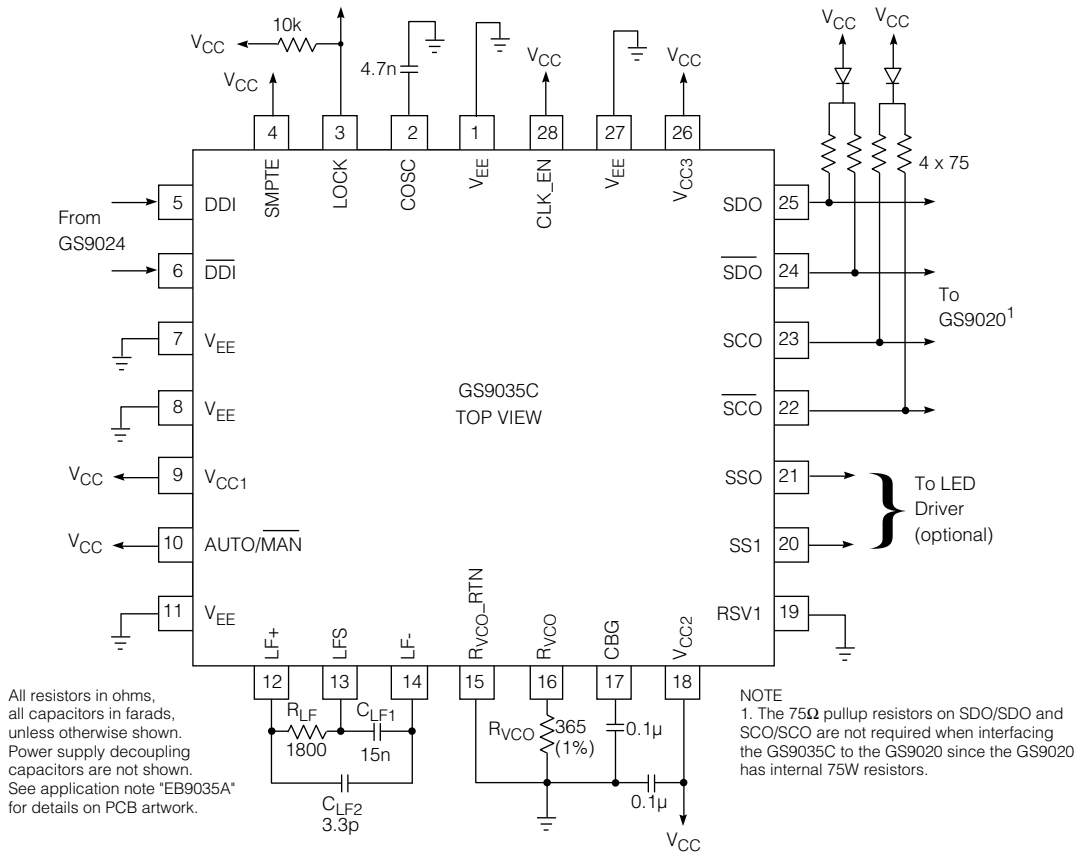 10k
VCC
VCC
4.7n
VCC
VCC
VCC
VCC
4 3 2 1 28 27 26
SMPTE
LOCK
COSC
VEE
CLK_EN
VEE
VCC3
4 x 75
From
GS9024
5 DDI
6 DDI
7 VEE
8 VEE
VCC 9 VCC1
VCC 10 AUTO/MAN
11 VEE
GS9035C
TOP VIEW
SDO 25
SDO 24
SCO 23
SCO 22
SSO 21
SS1 20
RSV1 19
To
GS9020¹
To LED
Driver
(optional)
LF+
LFS
LF-
RVCO_RTN
RVCO
CBG
VCC2
12 13 14 15 16 17 18
RLF
1800
CLF1
15n
CLF2
3.3p
RVCO
365
(1%)
0.1µ
0.1µ
VCC
All resistors in ohms,
all capacitors in farads,
unless otherwise shown.
Power supply decoupling
capacitors are not shown.
See application note "EB9035A"
for details on PCB artwork.
NOTE
1. The 75Ω pullup resistors on SDO/SDO and
SCO/SCO are not required when interfacing
the GS9035C to the GS9020 since the GS9020
has internal 75W resistors.